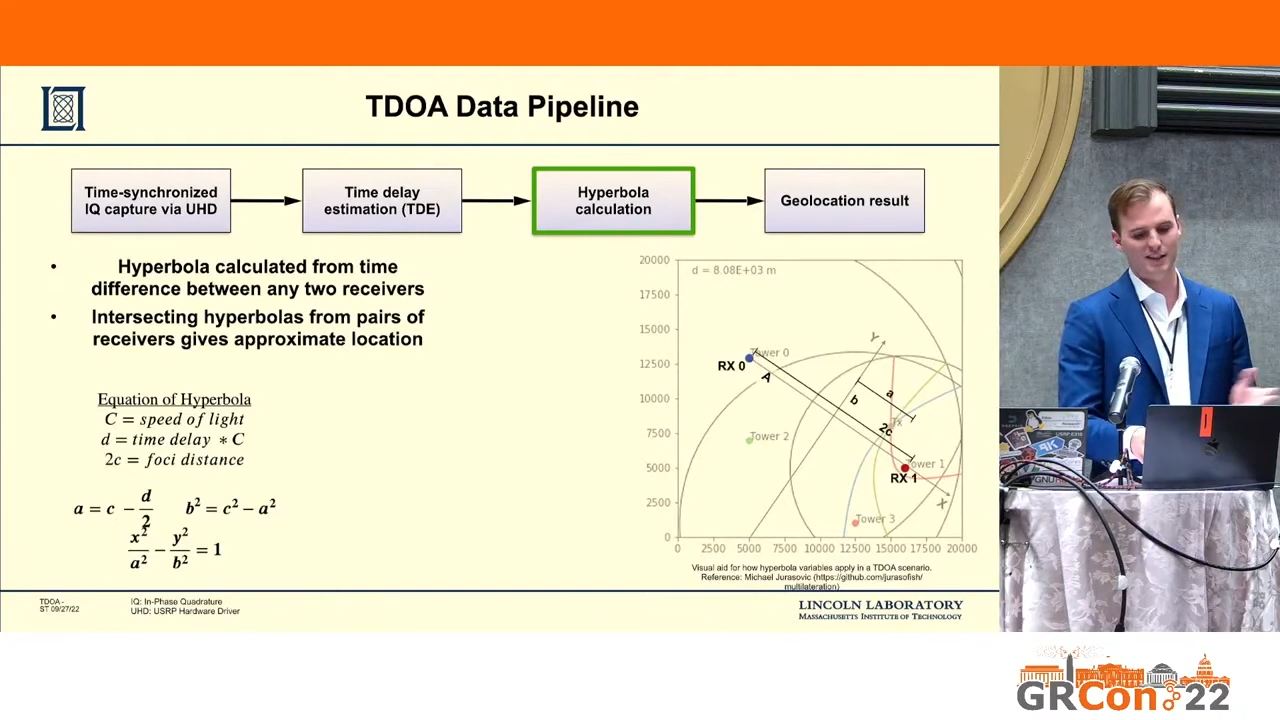 TDOA Data Pipeline
Time-synchronized
IQ capture via UHD
Time delay
estimation (TDE)
Hyperbola
calculation
Geolocation result
• Hyperbola calculated from time
difference between any two receivers
• Intersecting hyperbolas from pairs of
receivers gives approximate location
Equation of Hyperbola
C = speed of light
d = time delay * C
2c = foci distance
a = c - d/2 b² = c² - a²
x²/a² - y²/b² = 1
d = 8.08E+03 m
20000
17500
15000
12500
10000
7500
5000
2500
0
0 2500 5000 7500 10000 12500 15000 17500 20000
Tower 0
RX 0
A
Y
a
b
2c
Tx
Tower 2
Tower 1
RX 1
X
Tower 3
Visual aid for how hyperbola variables apply in a TDOA scenario.
Reference: Michael Jurasovic (https://github.com/jurasofish/
multilateration)
TDOA -
ST 09/27/22
IQ: In-Phase Quadrature
UHD: USRP Hardware Driver
LINCOLN LABORATORY
MASSACHUSETTS INSTITUTE OF TECHNOLOGY
GRCon 22